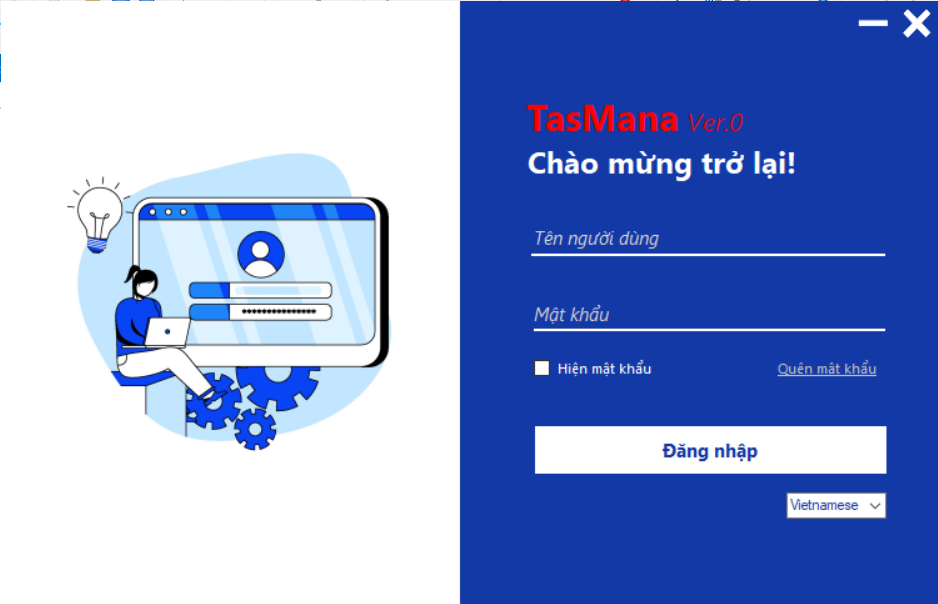 TasMana Ver.0
Chào mừng trở lại!
Tên người dùng
Mật khẩu
Hiện mật khẩu
Quên mật khẩu
Đăng nhập
Vietnamese